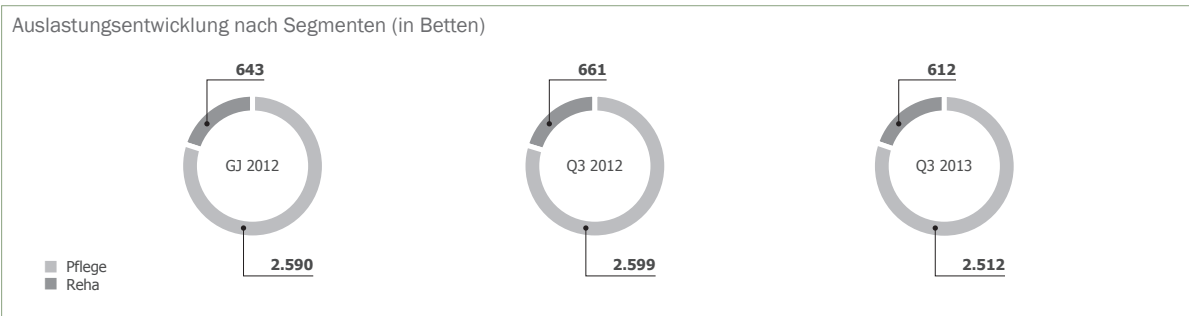 Auslastungsentwicklung nach Segmenten (in Betten)
643
661
612
GJ 2012
Q3 2012
Q3 2013
2.590
2.599
2.512
Pflege
Reha